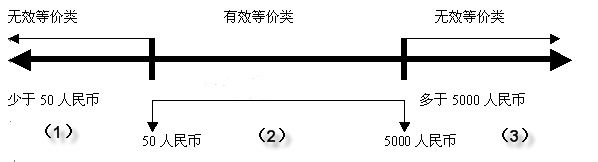 无效等价类 有效等价类 无效等价类
少于 50 人民币 多于 5000 人民币
(1) 50 人民币 (2) 5000 人民币 (3)